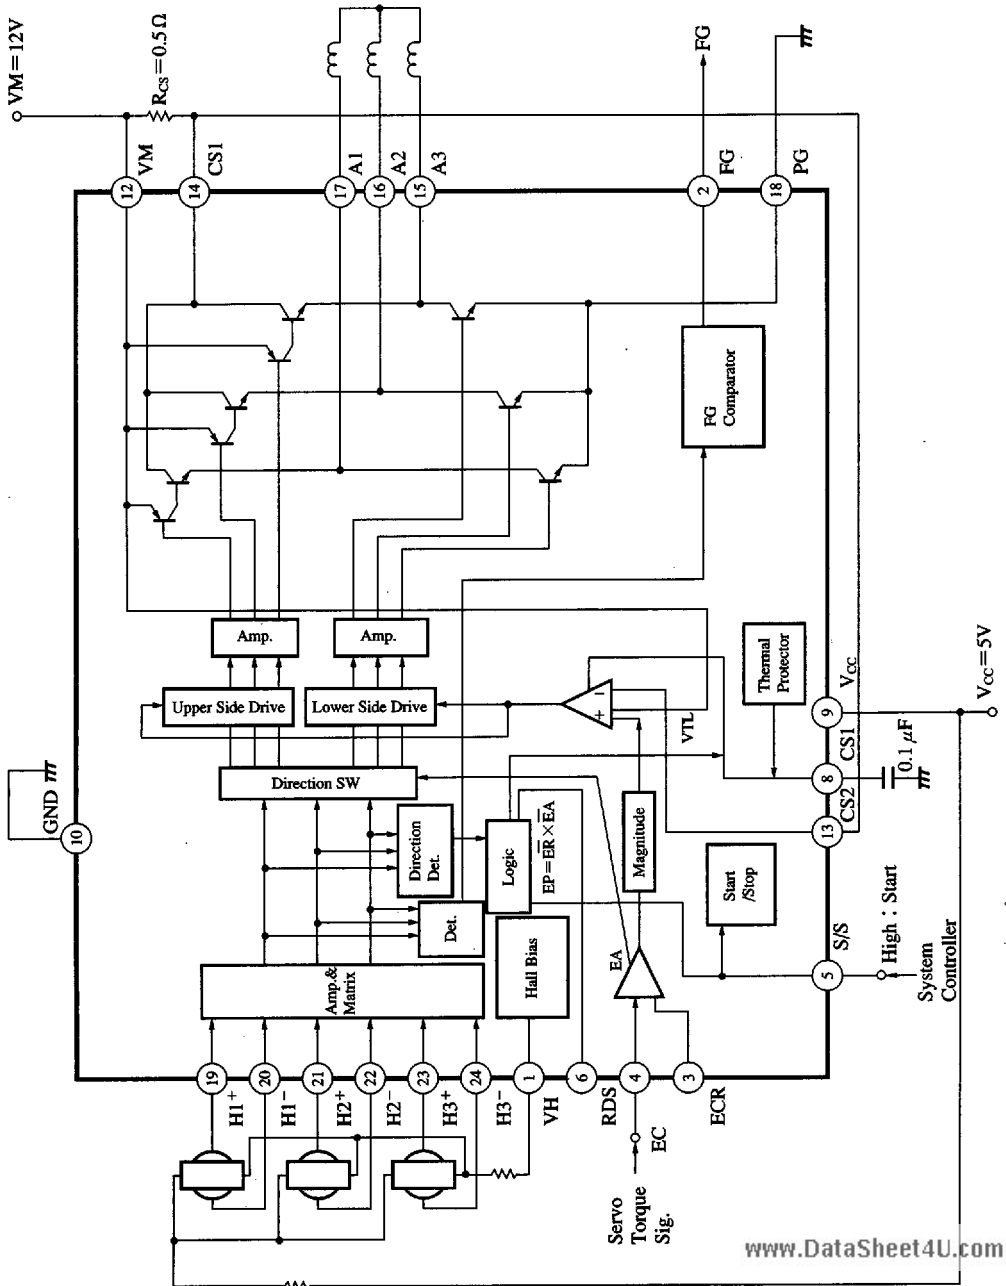 VM=12V
RCS=0.5Ω
VM
12
CS1
14
A1
17
A2
16
A3
15
FG
FG
2
PG
18
FG
Comparator
Amp.
Amp.
Upper Side Drive
Lower Side Drive
Direction SW
GND
10
Thermal
Protector
VCC
9
VCC=5V
CS1
8
0.1 μF
CS2
13
VTL
+
−
Magnitude
Direction
Det.
Logic
EP=ER×EA
Det.
Start
/Stop
Hall Bias
Amp.&
Matrix
EA
S/S
5
High : Start
System
Controller
19
H1+
20
H1−
21
H2+
22
H2−
23
H3+
24
H3−
1
VH
6
RDS
4
EC
3
ECR
Servo
Torque
Sig.
www.DataSheet4U.com